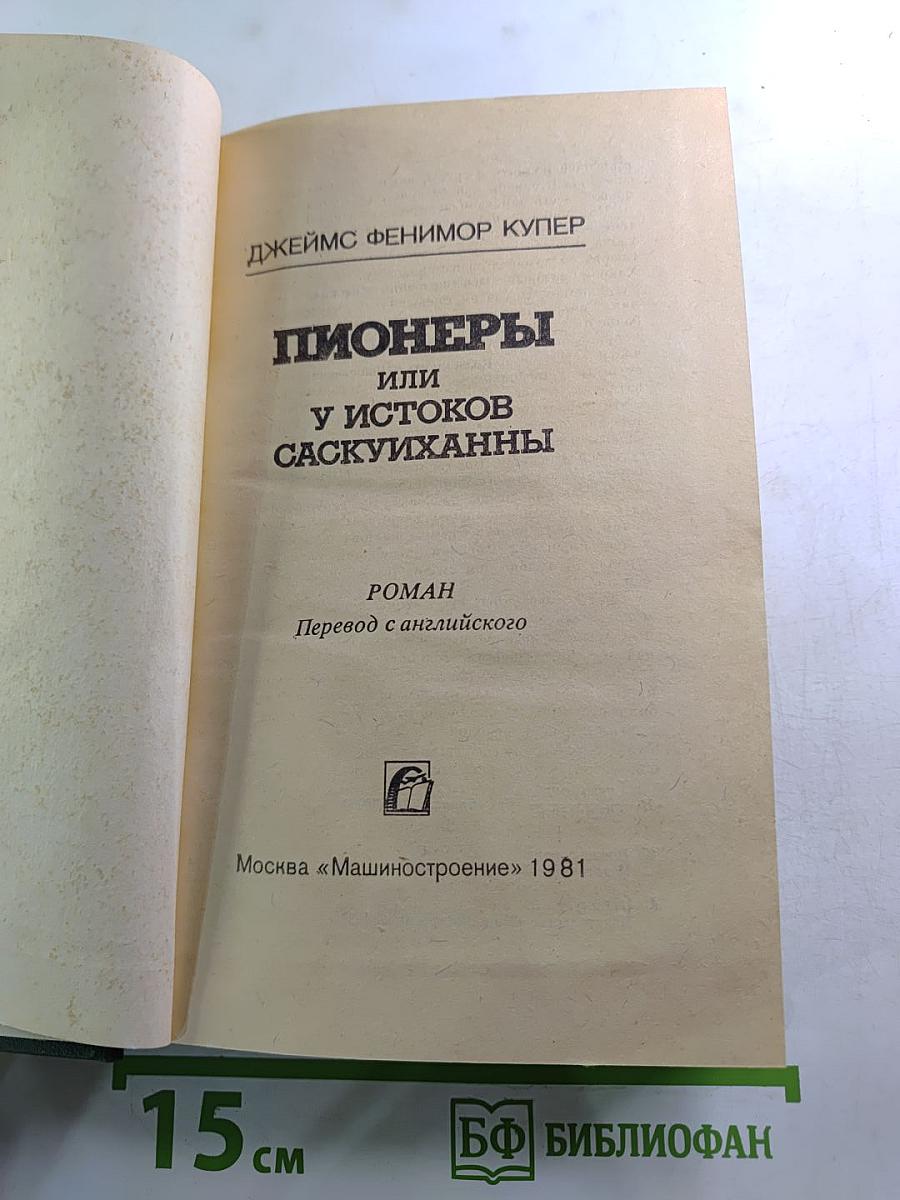 ДЖЕЙМС ФЕНИМОР КУПЕР
ПИОНЕРЫ
ИЛИ
У ИСТОКОВ
САСКУИХАННЫ
РОМАН
Перевод с английского
Москва «Машиностроение» 1981
15 см
БФ БИБЛИОФАН